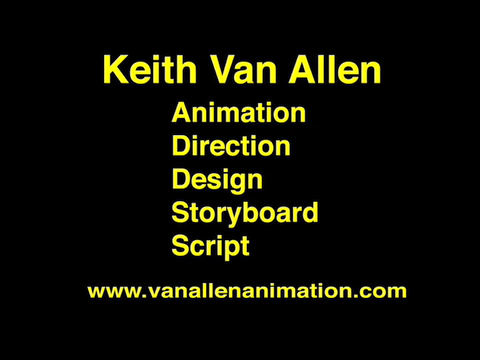 Keith Van Allen
Animation
Direction
Design
Storyboard
Script
www.vanallenanimation.com